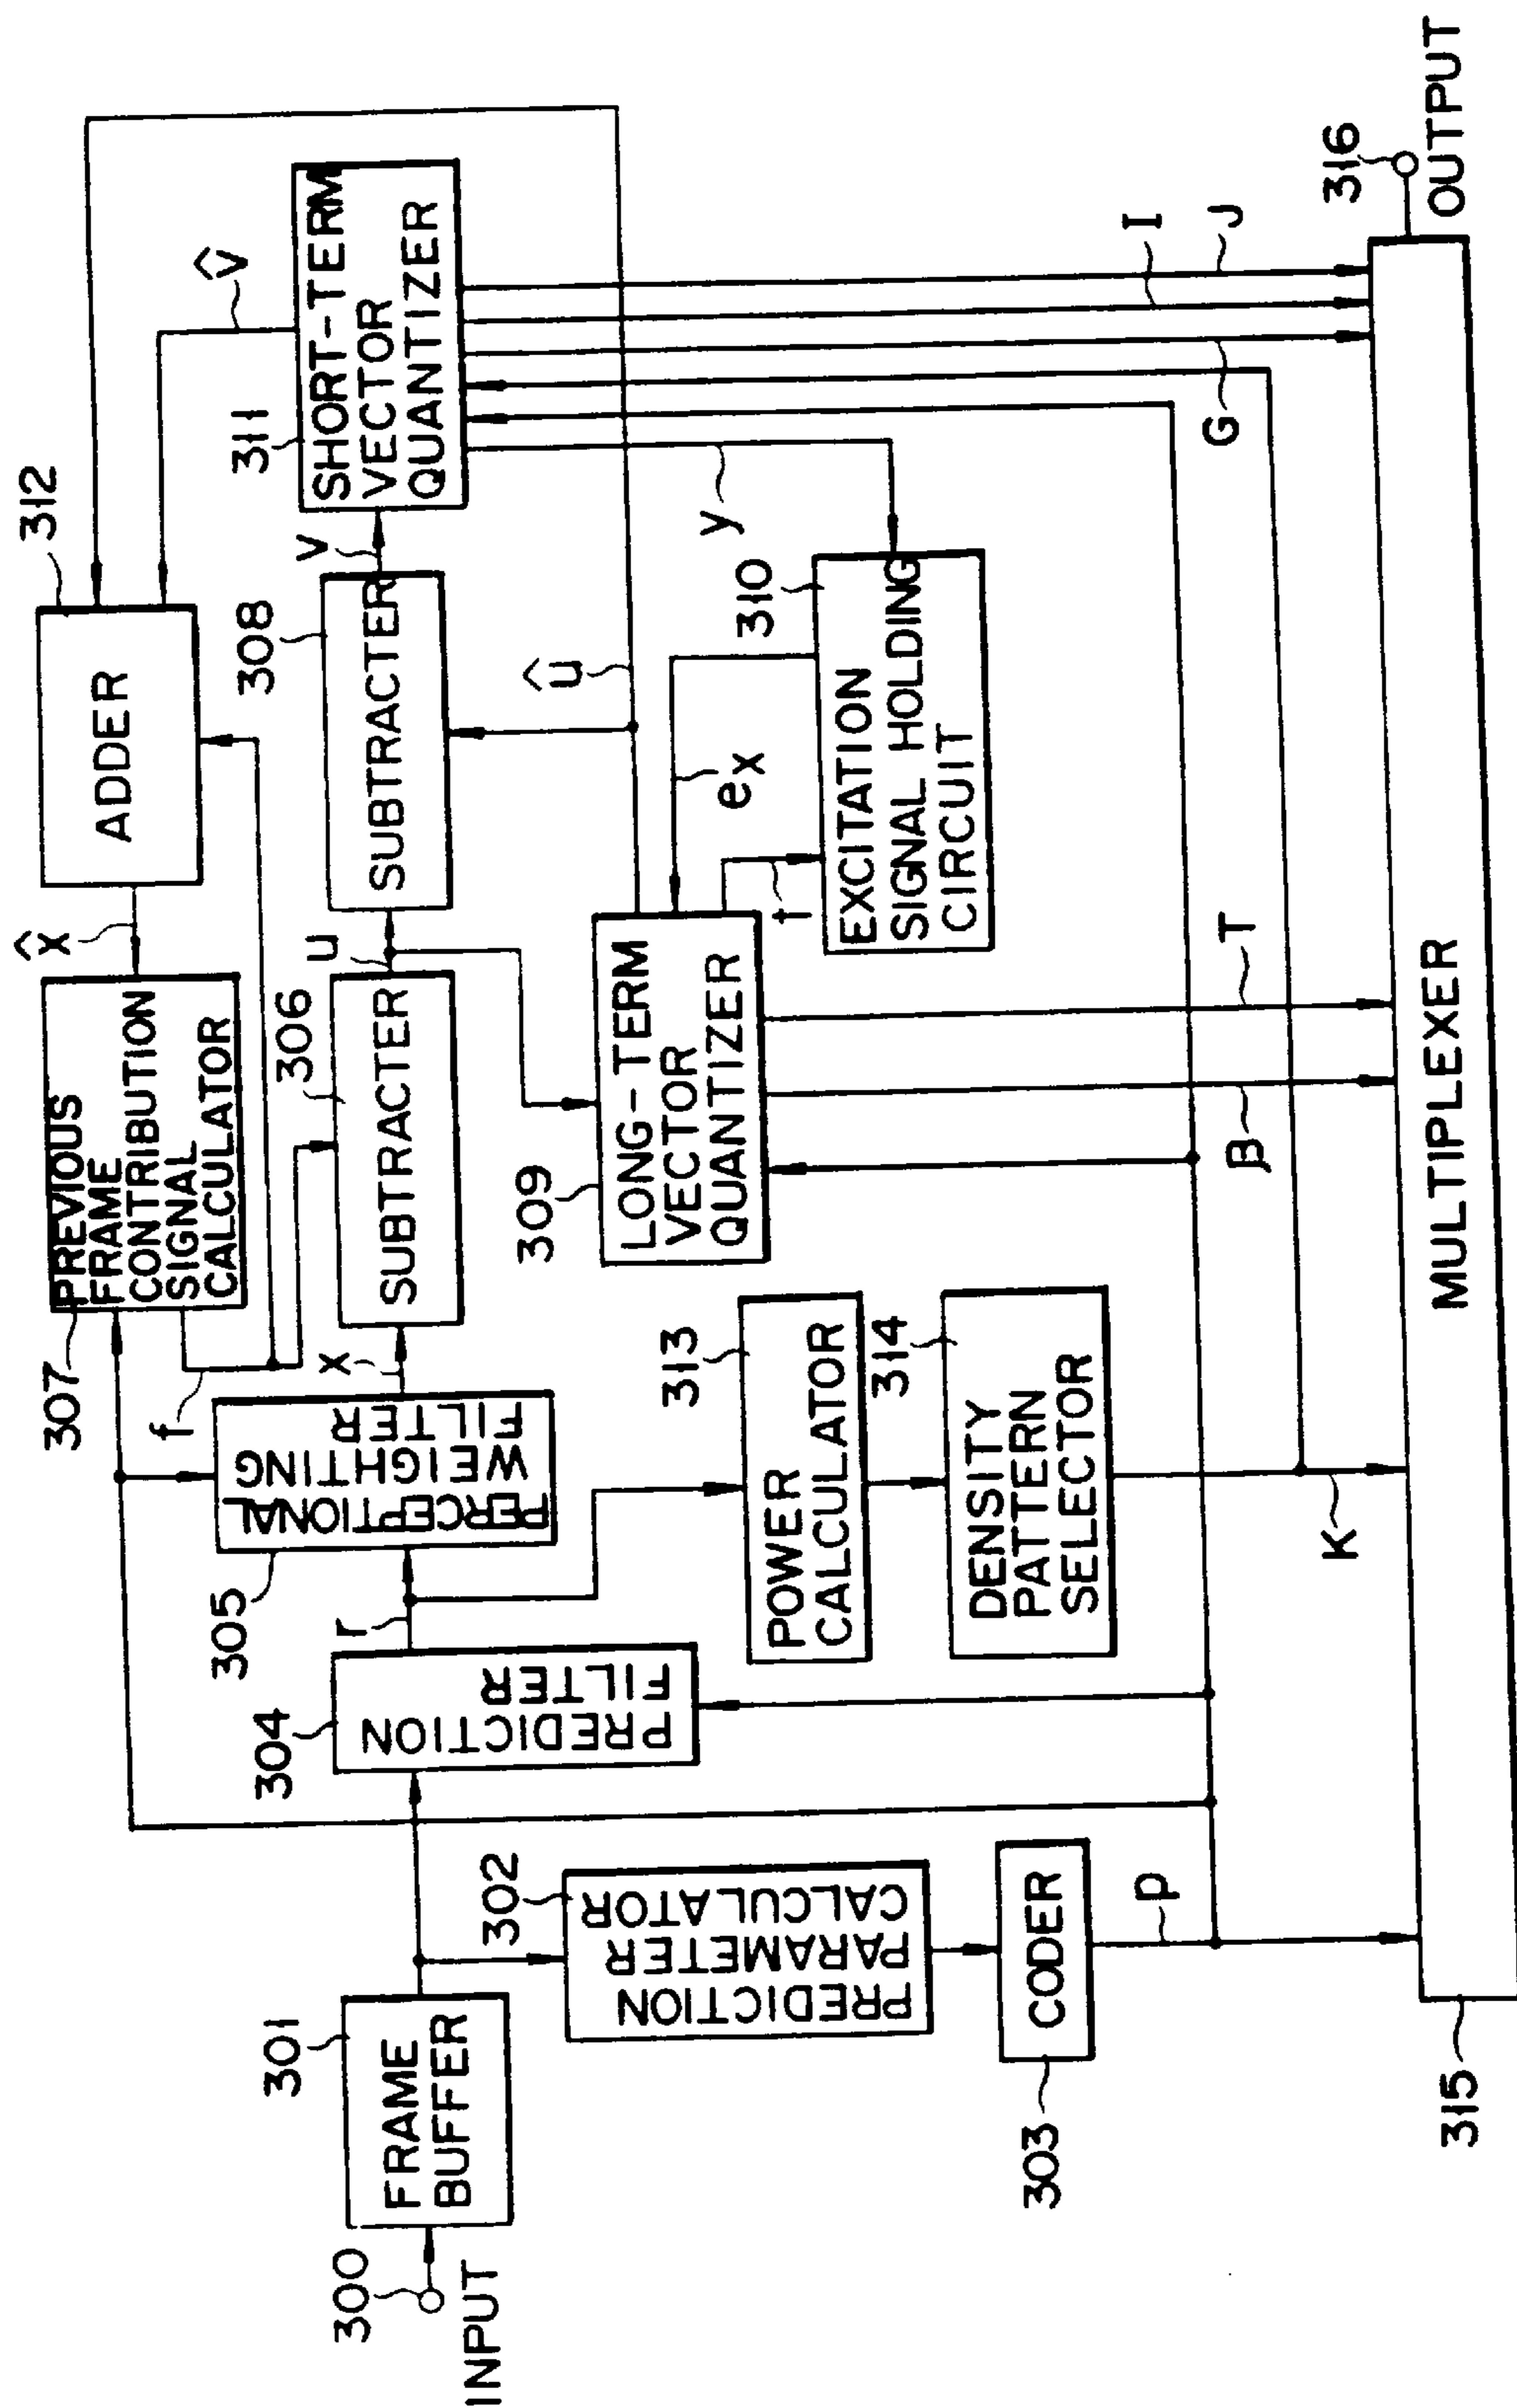 300
INPUT
301
FRAME
BUFFER
302
PREDICTION
PARAMETER
CALCULATOR
303
CODER
p
304
PREDICTION
FILTER
r
305
PERCEPTIONAL
WEIGHTING
FILTER
x
307
PREVIOUS
FRAME
CONTRIBUTION
SIGNAL
CALCULATOR
f
306
SUBTRACTER
u
x̂
312
ADDER
308
SUBTRACTER
v
v̂
311
SHORT-TERM
VECTOR
QUANTIZER
û
309
LONG-TERM
VECTOR
QUANTIZER
310
EXCITATION
SIGNAL HOLDING
CIRCUIT
ex
t
y
313
POWER
CALCULATOR
314
DENSITY
PATTERN
SELECTOR
K
B
T
G
I
J
315
MULTIPLEXER
316
OUTPUT